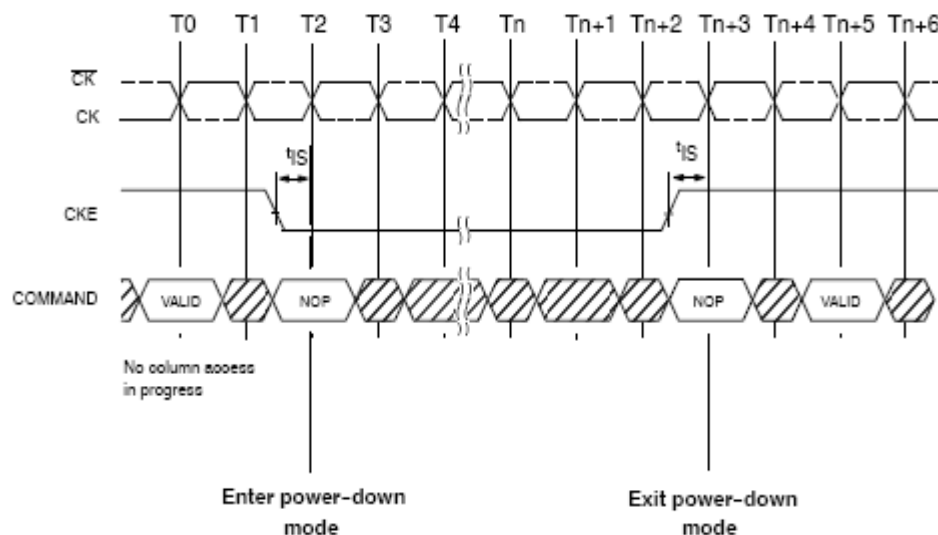 T0 T1 T2 T3 T4 Tn Tn+1 Tn+2 Tn+3 Tn+4 Tn+5 Tn+6
CK
CK
tIS tIS
CKE
COMMAND VALID NOP NOP VALID
No column access
in progress
Enter power-down
mode
Exit power-down
mode